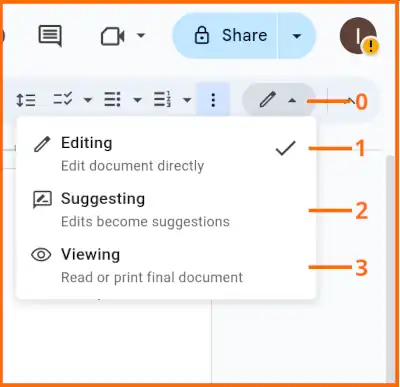 Share
I
0
Editing
1
Edit document directly
Suggesting
2
Edits become suggestions
Viewing
3
Read or print final document